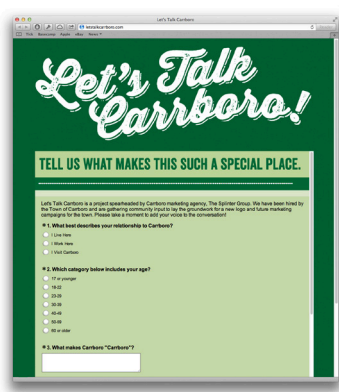 Let's Talk Carrboro
letstalkcarrboro.com
Let's Talk
Carrboro!
TELL US WHAT MAKES THIS SUCH A SPECIAL PLACE.
Let's Talk Carrboro is a project spearheaded by Carrboro marketing agency, The Splinter Group. We have been hired by
the Town of Carrboro and are gathering community input to lay the groundwork for a new logo and future marketing
campaigns for the town. Please take a moment to add your voice to the conversation!
* 1. What best describes your relationship to Carrboro?
I Live Here
I Work Here
I Visit Carrboro
* 2. Which category below includes your age?
17 or younger
18-22
23-29
30-39
40-49
50-59
60 or older
* 3. What makes Carrboro "Carrboro"?